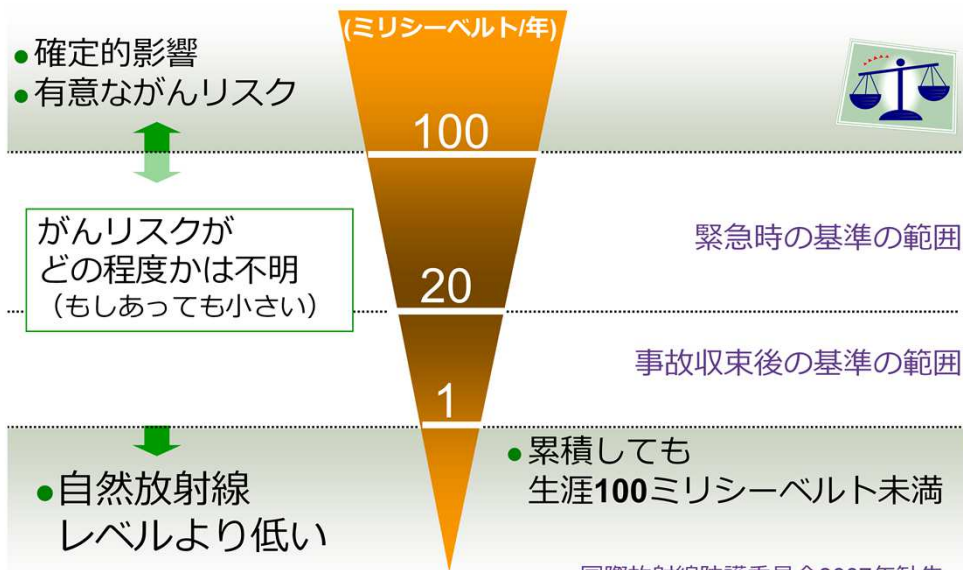 (ミリシーベルト/年)
●確定的影響
●有意ながんリスク
100
がんリスクが
どの程度かは不明
（もしあっても小さい）
緊急時の基準の範囲
20
事故収束後の基準の範囲
1
●自然放射線
レベルより低い
●累積しても
生涯100ミリシーベルト未満